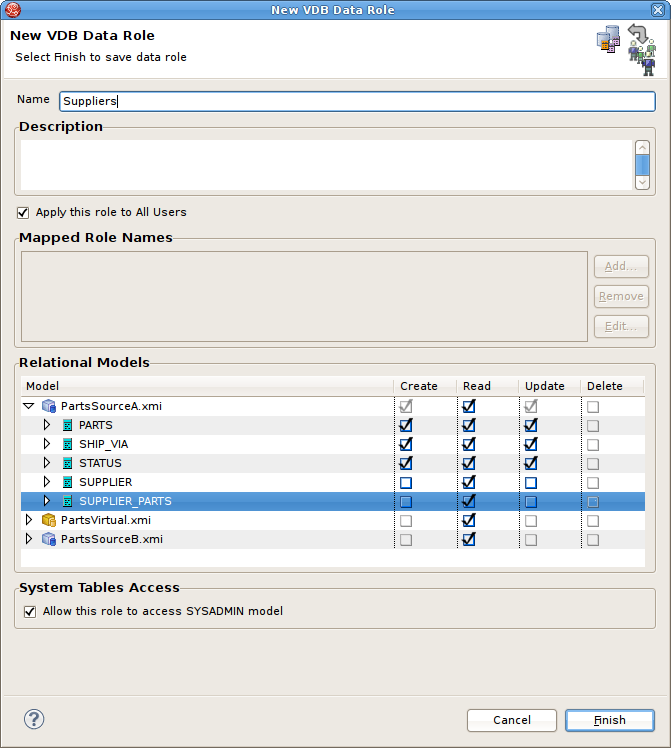 New VDB Data Role
New VDB Data Role
Select Finish to save data role
Name Suppliers
Description
Apply this role to All Users
Mapped Role Names
Add...
Remove
Edit...
Relational Models
Model Create Read Update Delete
PartsSourceA.xmi
PARTS
SHIP_VIA
STATUS
SUPPLIER
SUPPLIER_PARTS
PartsVirtual.xmi
PartsSourceB.xmi
System Tables Access
Allow this role to access SYSADMIN model
? Cancel Finish